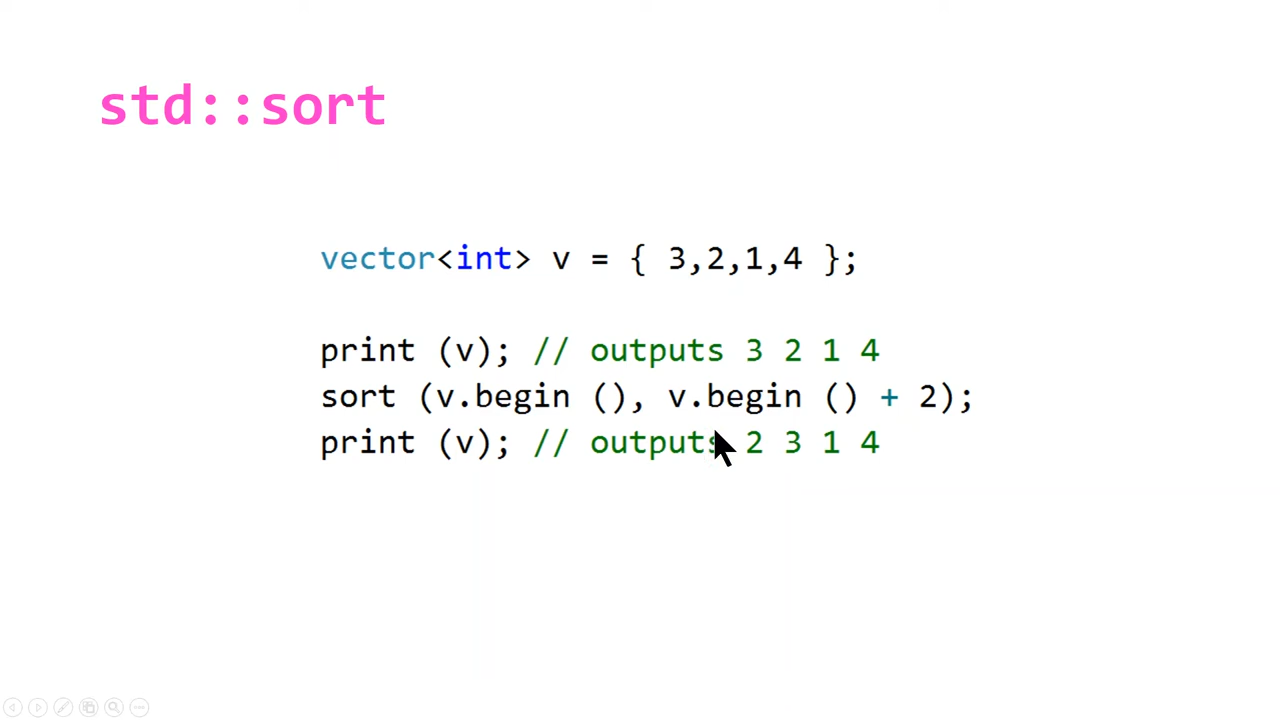 std::sort
vector<int> v = { 3,2,1,4 };
print (v); // outputs 3 2 1 4
sort (v.begin (), v.begin () + 2);
print (v); // outputs 2 3 1 4